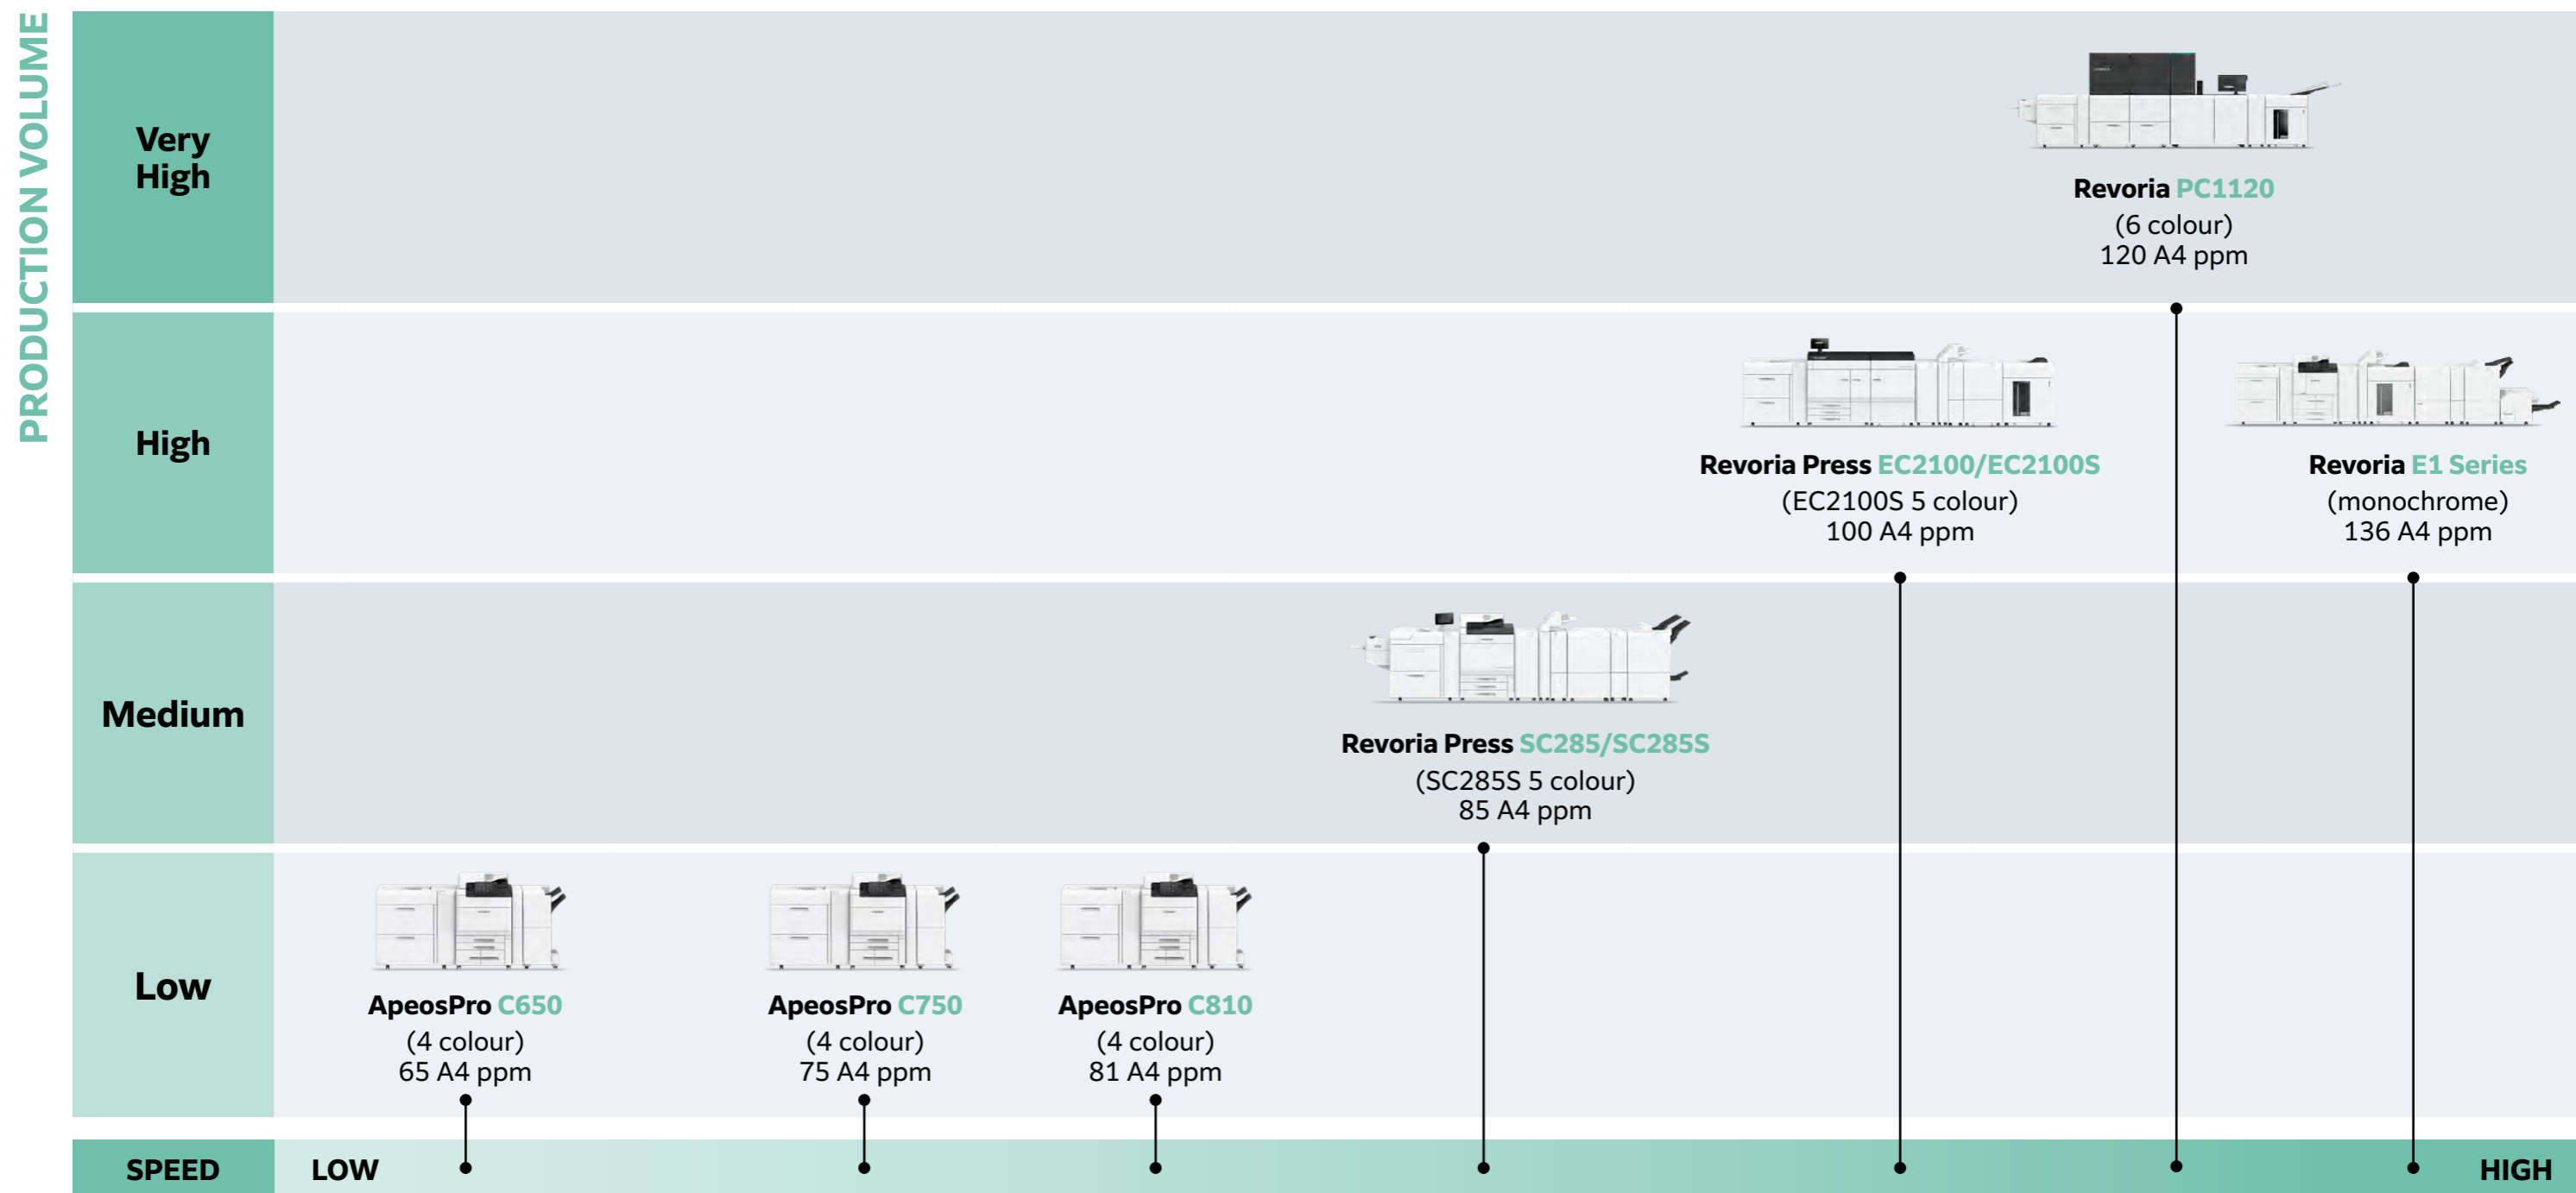 PRODUCTION VOLUME
Very
High
Revoria PC1120
(6 colour)
120 A4 ppm
High
Revoria Press EC2100/EC2100S
(EC2100S 5 colour)
100 A4 ppm
Revoria E1 Series
(monochrome)
136 A4 ppm
Medium
Revoria Press SC285/SC285S
(SC285S 5 colour)
85 A4 ppm
Low
ApeosPro C650
(4 colour)
65 A4 ppm
ApeosPro C750
(4 colour)
75 A4 ppm
ApeosPro C810
(4 colour)
81 A4 ppm
SPEED
LOW
HIGH